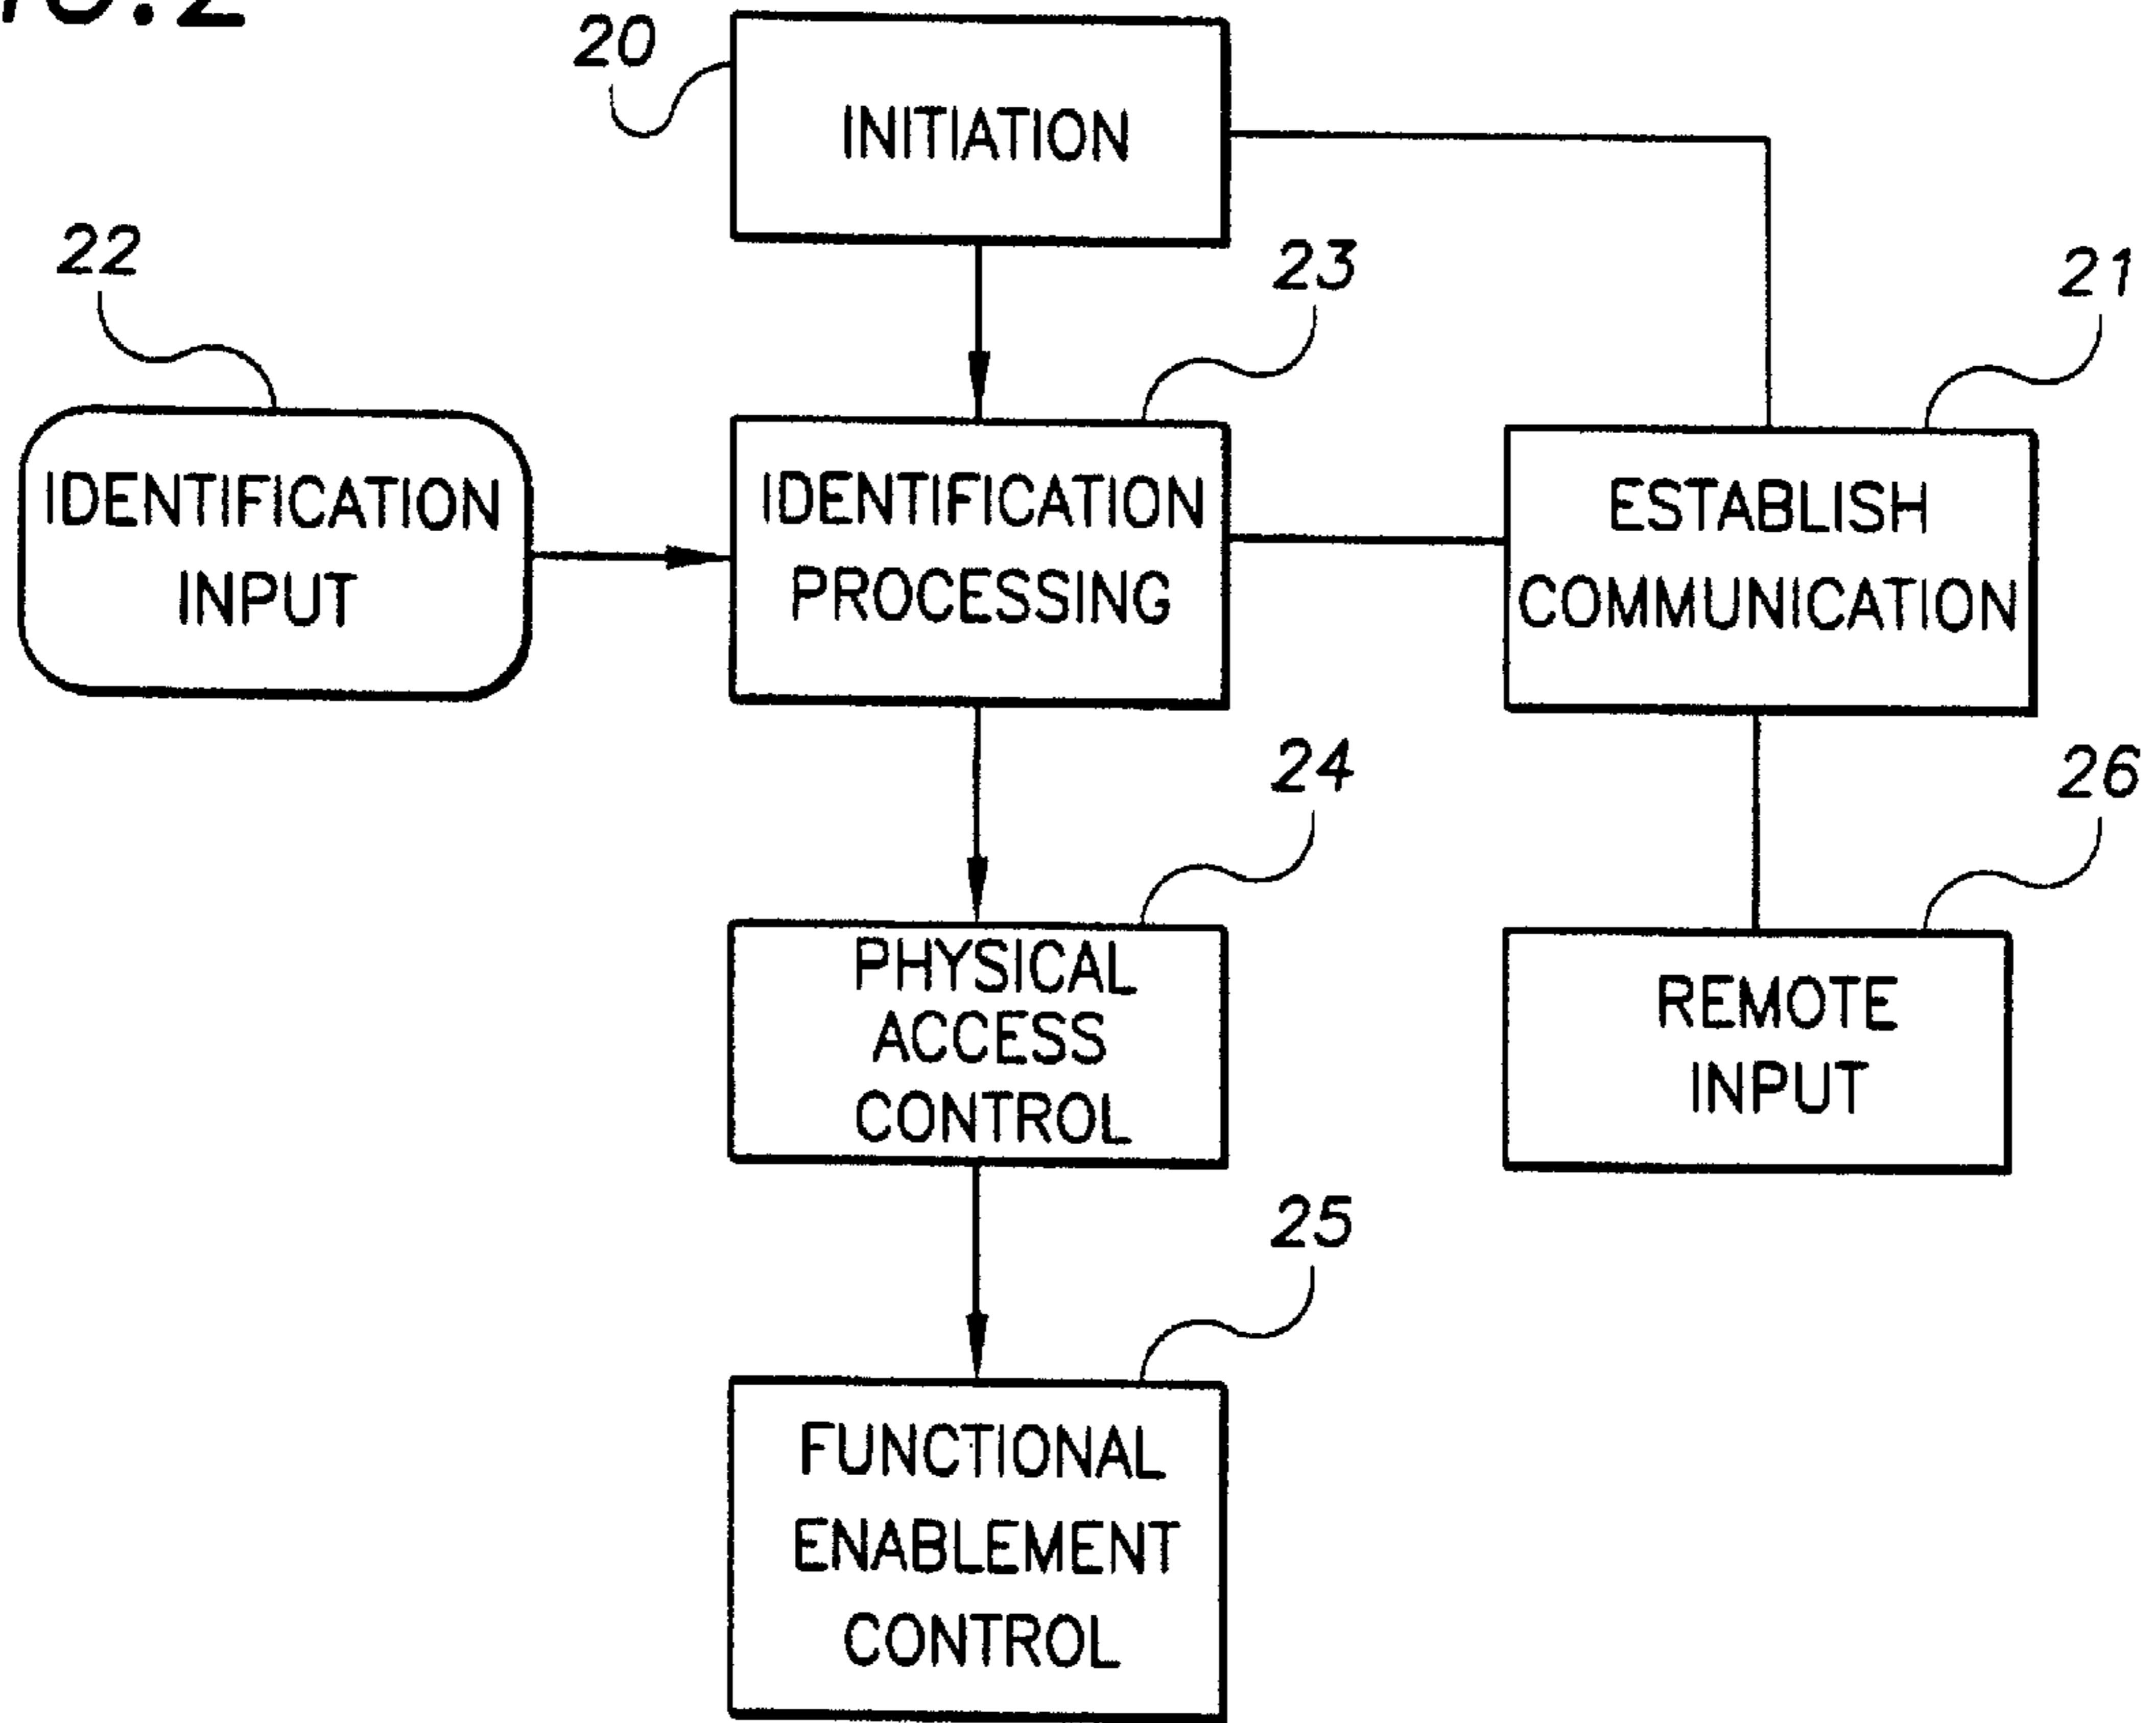 20
INITIATION
22
23
21
IDENTIFICATION
INPUT
IDENTIFICATION
PROCESSING
ESTABLISH
COMMUNICATION
24
26
PHYSICAL
ACCESS
CONTROL
REMOTE
INPUT
25
FUNCTIONAL
ENABLEMENT
CONTROL